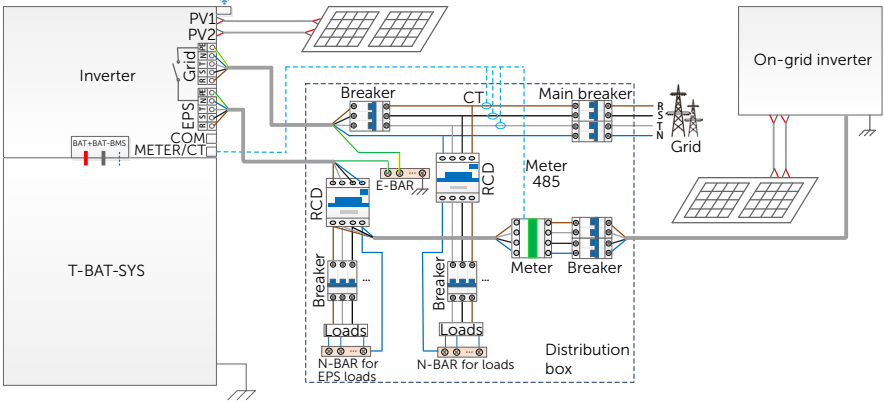 PV1
PV2
Grid
R S T N PE
Inverter
EPS
R S T N PE
COM
METER/CT
BAT+BAT-BMS
T-BAT-SYS
Breaker
CT
Main breaker
R
S
T
N
Grid
On-grid inverter
E-BAR
RCD
RCD
Meter
485
Meter
Breaker
Breaker
Breaker
...
...
Loads
Loads
N-BAR for
EPS loads
N-BAR for loads
Distribution
box